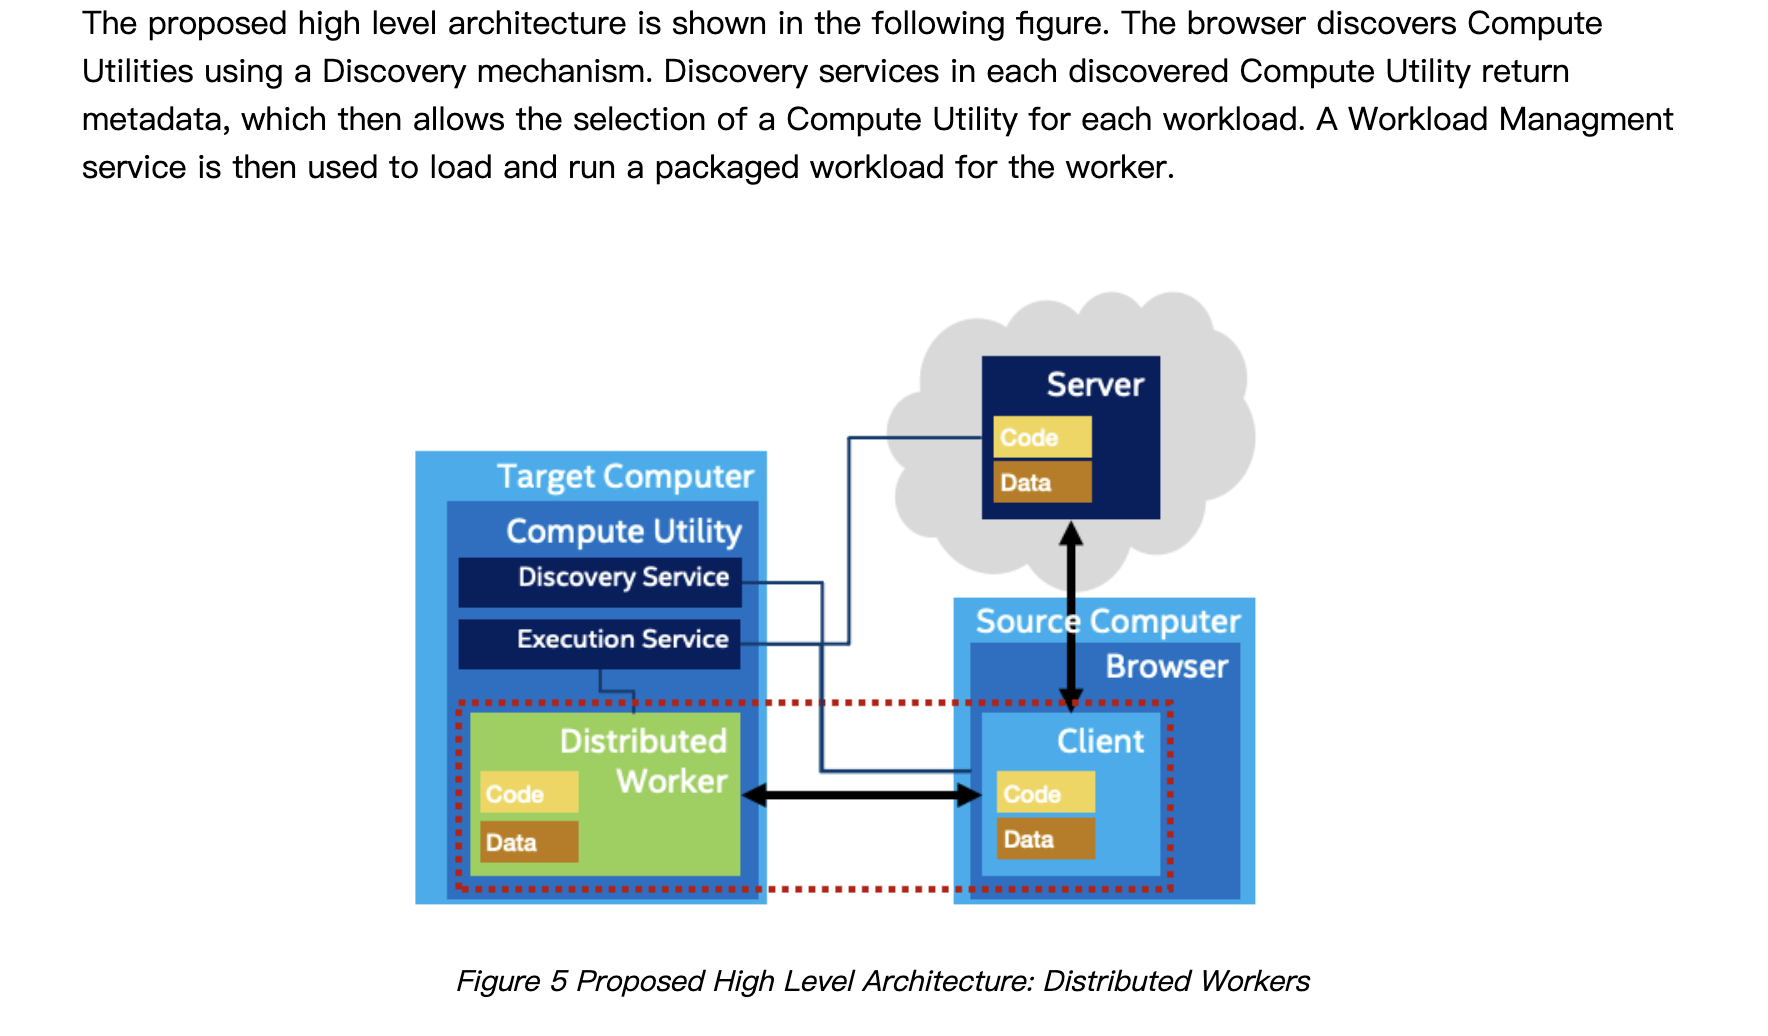 The proposed high level architecture is shown in the following figure. The browser discovers Compute
Utilities using a Discovery mechanism. Discovery services in each discovered Compute Utility return
metadata, which then allows the selection of a Compute Utility for each workload. A Workload Managment
service is then used to load and run a packaged workload for the worker.
Server
Code
Data
Target Computer
Compute Utility
Discovery Service
Execution Service
Distributed
Worker
Code
Data
Source Computer
Browser
Client
Code
Data
Figure 5 Proposed High Level Architecture: Distributed Workers